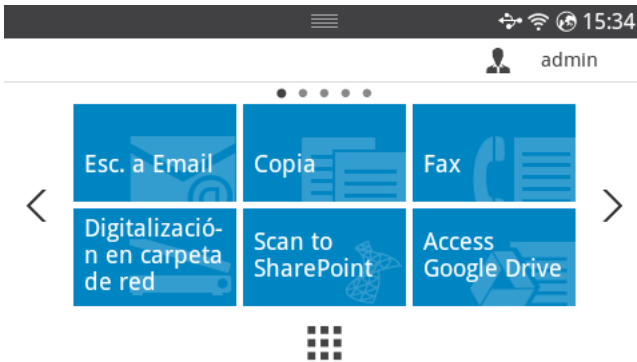 15:34
admin
Esc. a Email
Copia
Fax
Digitalizació-
n en carpeta
de red
Scan to
SharePoint
Access
Google Drive